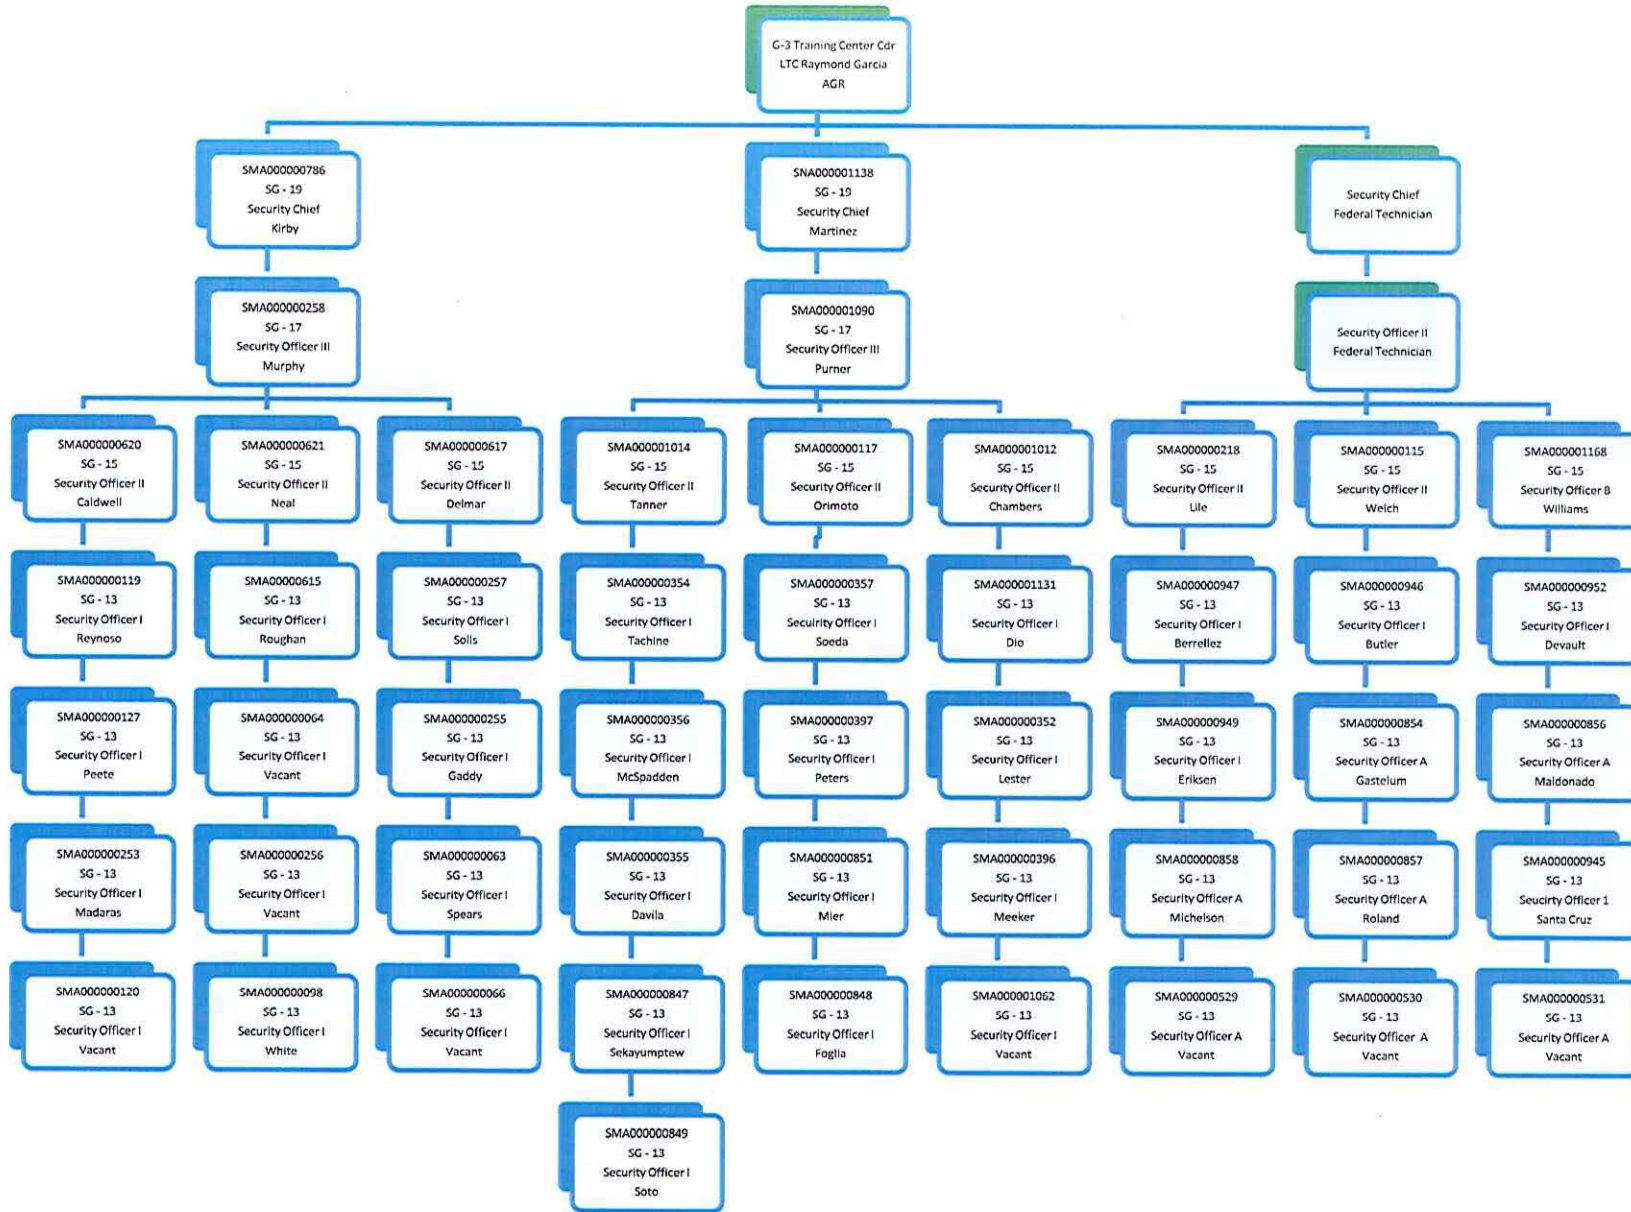 G-3 Training Center Cdr
LTC Raymond Garcia
AGR
SMA000000786
SG - 19
Security Chief
Kirby
SNA000001138
SG - 19
Security Chief
Martinez
Security Chief
Federal Technician
SMA000000258
SG - 17
Security Officer III
Murphy
SMA000001090
SG - 17
Security Officer III
Purner
Security Officer II
Federal Technician
SMA000000620
SG - 15
Security Officer II
Caldwell
SMA000000621
SG - 15
Security Officer II
Neal
SMA000000617
SG - 15
Security Officer II
Delmar
SMA000001014
SG - 15
Security Officer II
Tanner
SMA000000117
SG - 15
Security Officer II
Orimoto
SMA000001012
SG - 15
Security Officer II
Chambers
SMA000000218
SG - 15
Security Officer II
Lile
SMA000000115
SG - 15
Security Officer II
Welch
SMA000001168
SG - 15
Security Officer B
Williams
SMA000000119
SG - 13
Security Officer I
Reynoso
SMA00000615
SG - 13
Security Officer I
Roughan
SMA000000257
SG - 13
Security Officer I
Solis
SMA000000354
SG - 13
Security Officer I
Tachine
SMA000000357
SG - 13
Secuirity Officer I
Soeda
SMA000001131
SG - 13
Security Officer I
Dio
SMA000000947
SG - 13
Security Officer I
Berrellez
SMA000000946
SG - 13
Security Officer I
Butler
SMA000000952
SG - 13
Security OFficer I
Devault
SMA000000127
SG - 13
Security Officer I
Peete
SMA000000064
SG - 13
Security Officer I
Vacant
SMA000000255
SG - 13
Security Officer I
Gaddy
SMA000000356
SG - 13
Security Officer I
McSpadden
SMA000000397
SG - 13
Security Officer I
Peters
SMA000000352
SG - 13
Security Officer I
Lester
SMA000000949
SG - 13
Security Officer I
Eriksen
SMA000000854
SG - 13
Security Officer A
Gastelum
SMA000000856
SG - 13
Security Officer A
Maldonado
SMA000000253
SG - 13
Security Officer I
Madaras
SMA000000256
SG - 13
Security Officer I
Vacant
SMA000000063
SG - 13
Security Officer I
Spears
SMA000000355
SG - 13
Security Officer I
Davila
SMA000000851
SG - 13
Security Officer I
Mier
SMA000000396
SG - 13
Security Officer I
Meeker
SMA000000858
SG - 13
Security Officer A
Michelson
SMA000000857
SG - 13
Security Officer A
Roland
SMA000000945
SG - 13
Seucirty Officer 1
Santa Cruz
SMA000000120
SG - 13
Security Officer I
Vacant
SMA000000098
SG - 13
Security Officer I
White
SMA000000066
SG - 13
Security Officer I
Vacant
SMA000000847
SG - 13
Security Officer I
Sekayumptew
SMA000000848
SG - 13
Security Officer I
Foglia
SMA000001062
SG - 13
Security Officer I
Vacant
SMA000000529
SG - 13
Security Officer A
Vacant
SMA000000530
SG - 13
Security Officer A
Vacant
SMA000000531
SG - 13
Security Officer A
Vacant
SMA000000849
SG - 13
Security Officer I
Soto